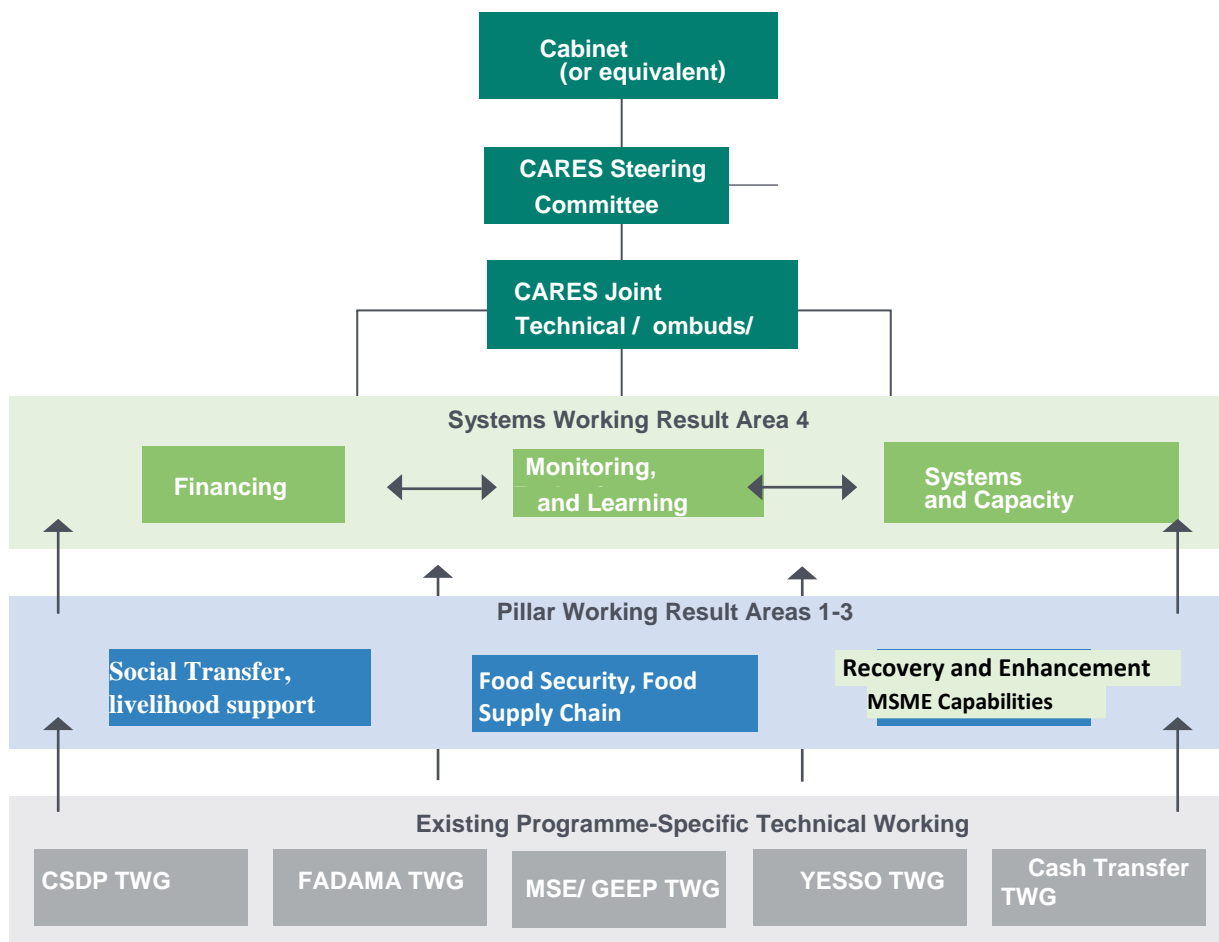 Cabinet
(or equivalent)
CARES Steering
Committee
CARES Joint
Technical / ombuds/
Systems Working Result Area 4
Financing
Monitoring,
and Learning
Systems
and Capacity
Pillar Working Result Areas 1-3
Social Transfer,
livelihood support
Food Security, Food
Supply Chain
Recovery and Enhancement
MSME Capabilities
Existing Programme-Specific Technical Working
CSDP TWG
FADAMA TWG
MSE/ GEEP TWG
YESSO TWG
Cash Transfer
TWG